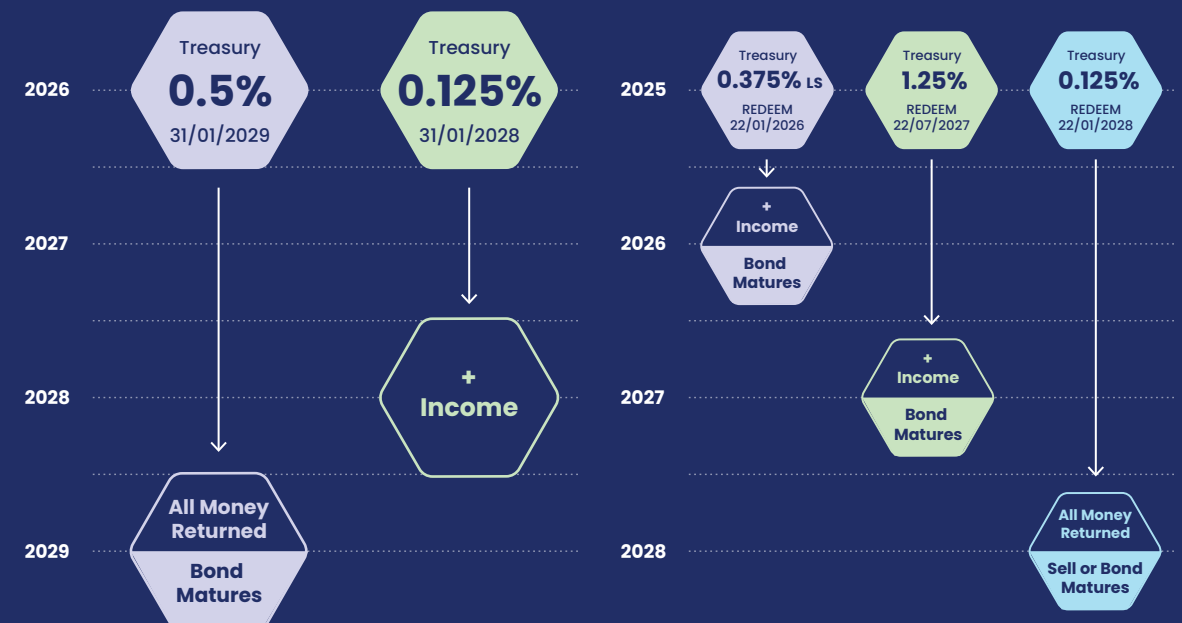 2026
Treasury
0.5%
31/01/2029
Treasury
0.125%
31/01/2028
2027
2028
+
Income
All Money
Returned
2029
Bond
Matures
2025
Treasury
0.375% LS
REDEEM
22/01/2026
Treasury
1.25%
REDEEM
22/07/2027
Treasury
0.125%
REDEEM
22/01/2028
+
Income
2026
Bond
Matures
+
Income
2027
Bond
Matures
All Money
Returned
2028
Sell or Bond
Matures